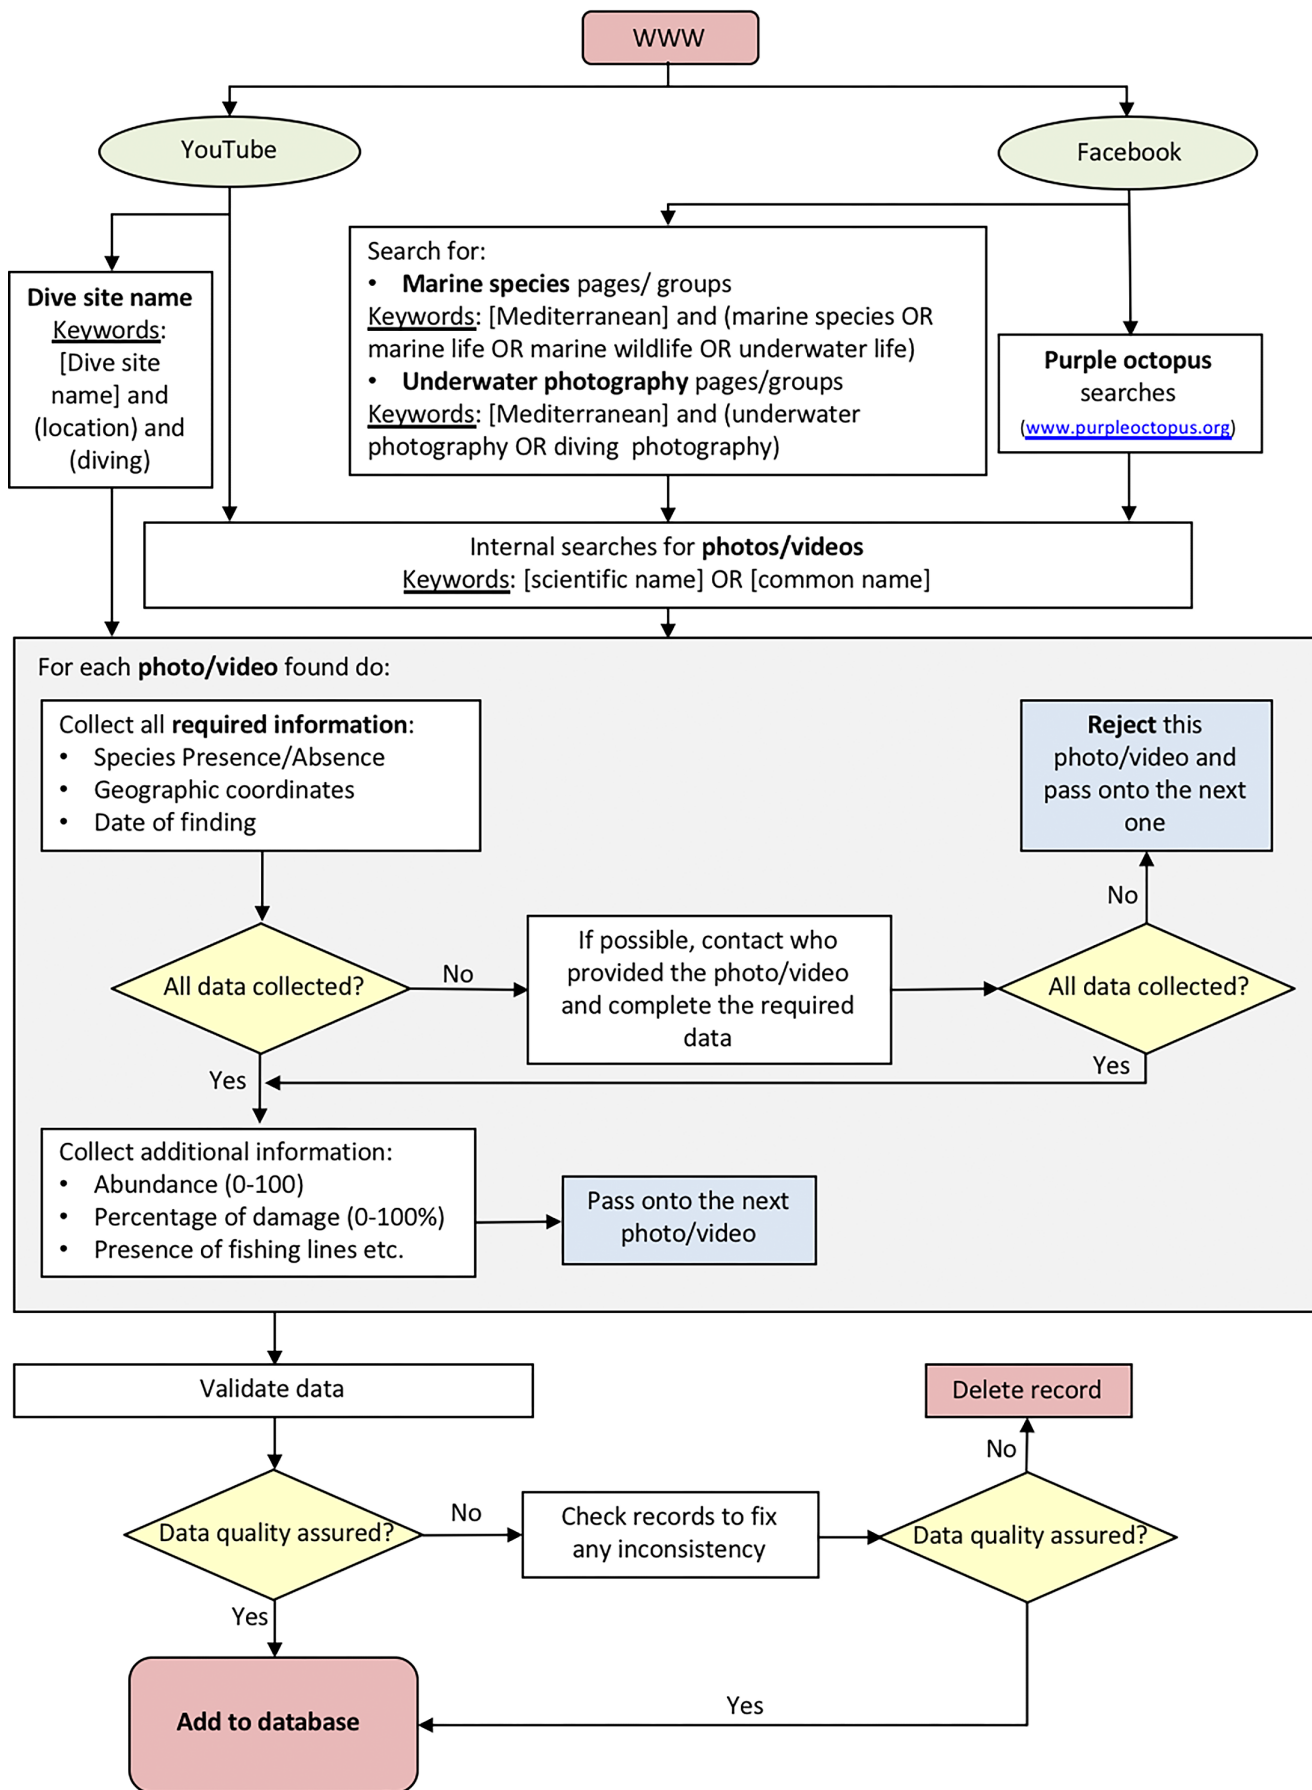 WWW
YouTube
Facebook
Dive site name
Keywords:
[Dive site
name] and
(location) and
(diving)
Search for:
• Marine species pages/ groups
Keywords: [Mediterranean] and (marine species OR
marine life OR marine wildlife OR underwater life)
• Underwater photography pages/groups
Keywords: [Mediterranean] and (underwater
photography OR diving photography)
Purple octopus
searches
(www.purpleoctopus.org)
Internal searches for photos/videos
Keywords: [scientific name] OR [common name]
For each photo/video found do:
Collect all required information:
• Species Presence/Absence
• Geographic coordinates
• Date of finding
Reject this
photo/video and
pass onto the next
one
No
All data collected?
No
If possible, contact who
provided the photo/video
and complete the required
data
All data collected?
Yes
Yes
Collect additional information:
• Abundance (0-100)
• Percentage of damage (0-100%)
• Presence of fishing lines etc.
Pass onto the next
photo/video
Validate data
Delete record
No
Data quality assured?
No
Check records to fix
any inconsistency
Data quality assured?
Yes
Add to database
Yes